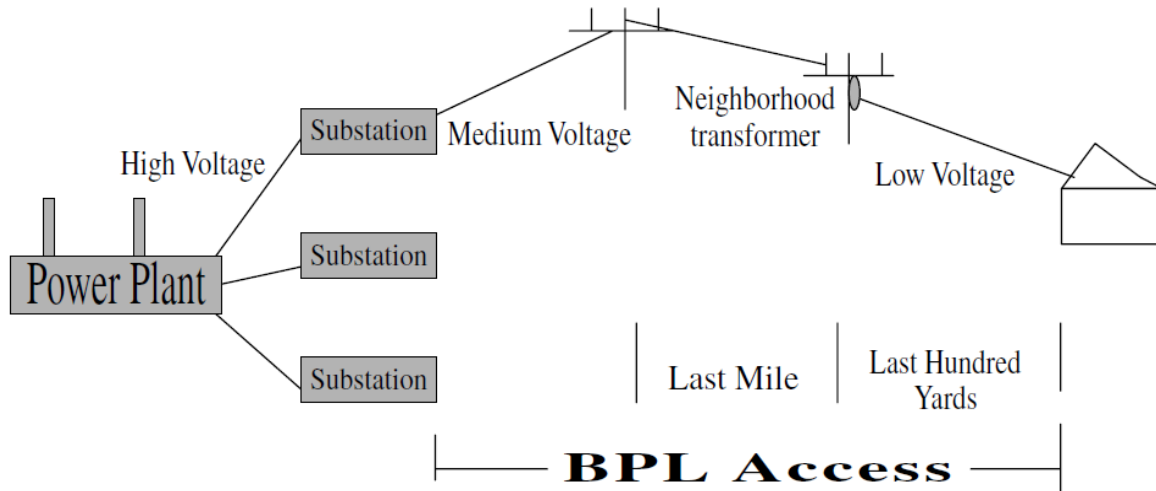 Substation
Medium Voltage
Neighborhood
transformer
High Voltage
Low Voltage
Substation
Power Plant
Substation
Last Mile
Last Hundred
Yards
BPL Access